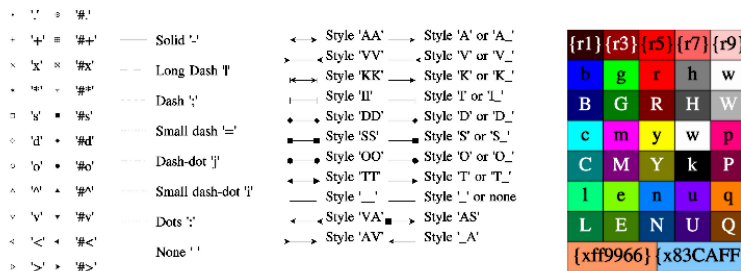 '.' '#.'
'+' '#+'
'x' '#x'
'*' '#*'
's' '#s'
'd' '#d'
'o' '#o'
'^' '#^'
'v' '#v'
'<' '#<'
'>' '#>'
Solid '-'
Long Dash '|'
Dash ';'
Small dash '='
Dash-dot 'j'
Small dash-dot 'i'
Dots ':'
None ' '
Style 'AA' Style 'A' or 'A_'
Style 'VV' Style 'V' or 'V_'
Style 'KK' Style 'K' or 'K_'
Style 'II' Style 'I' or 'I_'
Style 'DD' Style 'D' or 'D_'
Style 'SS' Style 'S' or 'S_'
Style 'OO' Style 'O' or 'O_'
Style 'TT' Style 'T' or 'T_'
Style '__' Style '_' or none
Style 'VA' Style 'AS'
Style 'AV' Style '_A'
{r1} {r3} {r5} {r7} {r9}
b g r h w
B G R H W
c m y w p
C M Y k P
l e n u q
L E N U Q
{xff9966} {x83CAFF}